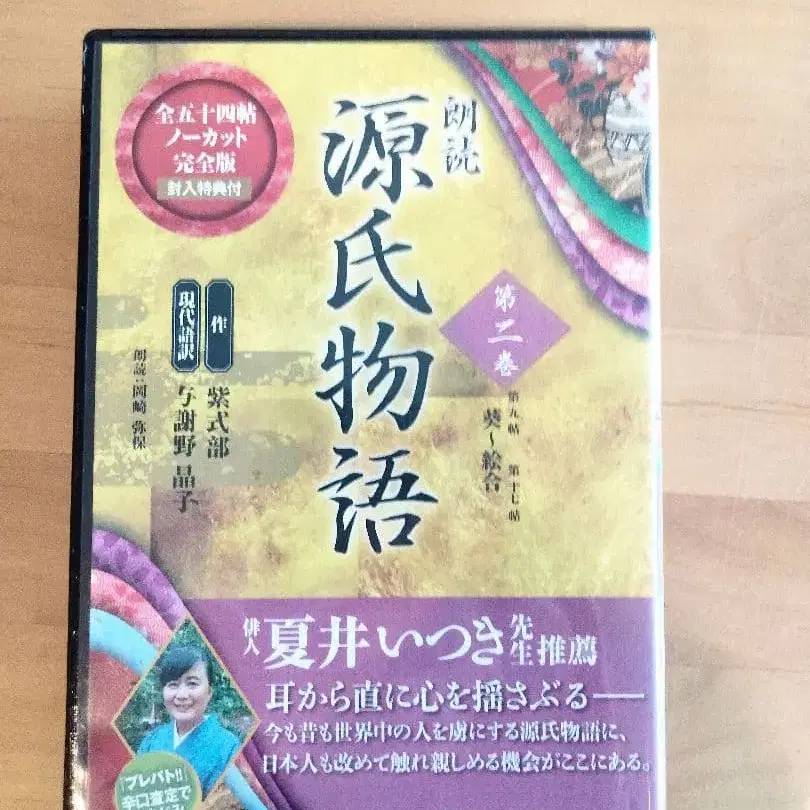 全五十四帖
ノーカット
完全版
封入特典付
朗読
源氏物語
第二巻
第九帖 第十七帖
葵～絵合
作
紫式部
現代語訳
与謝野 晶子
朗読：岡崎 弥保
俳人 夏井いつき先生推薦
耳から直に心を揺さぶる――
今も昔も世界中の人を虜にする源氏物語に、
日本人も改めて触れ親しめる機会がここにある。
「プレバト!!」
辛口査定で